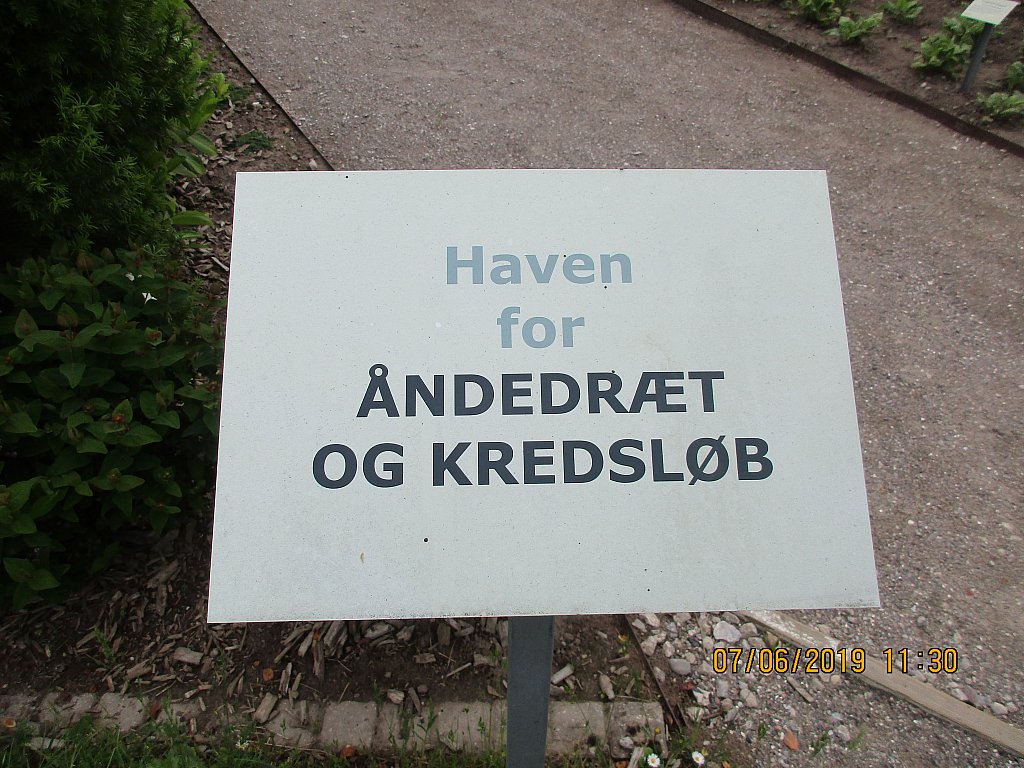 Haven
for
ÅNDEDRÆT
OG KREDSLØB
07/06/2019 11:30